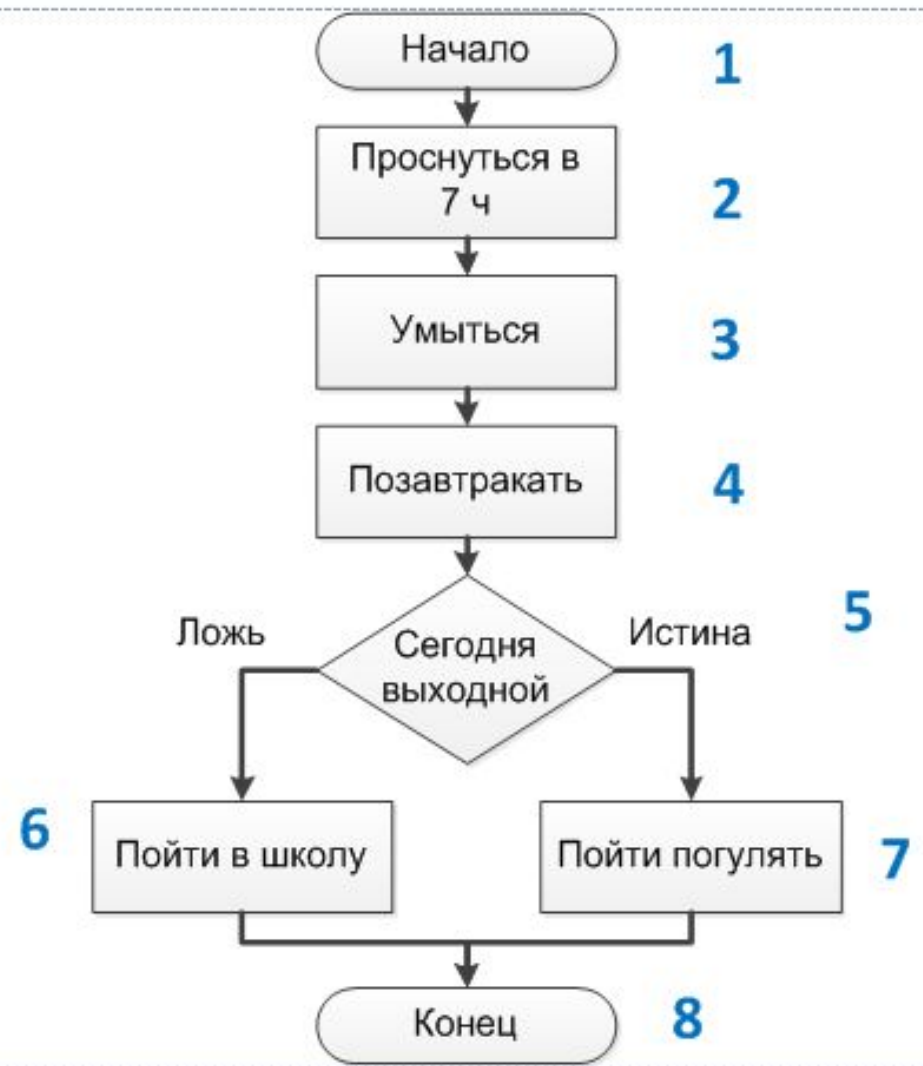 Начало
1
Проснуться в
7 ч
2
Умыться
3
Позавтракать
4
5
Ложь
Истина
Сегодня
выходной
6
Пойти в школу
Пойти погулять
7
Конец
8